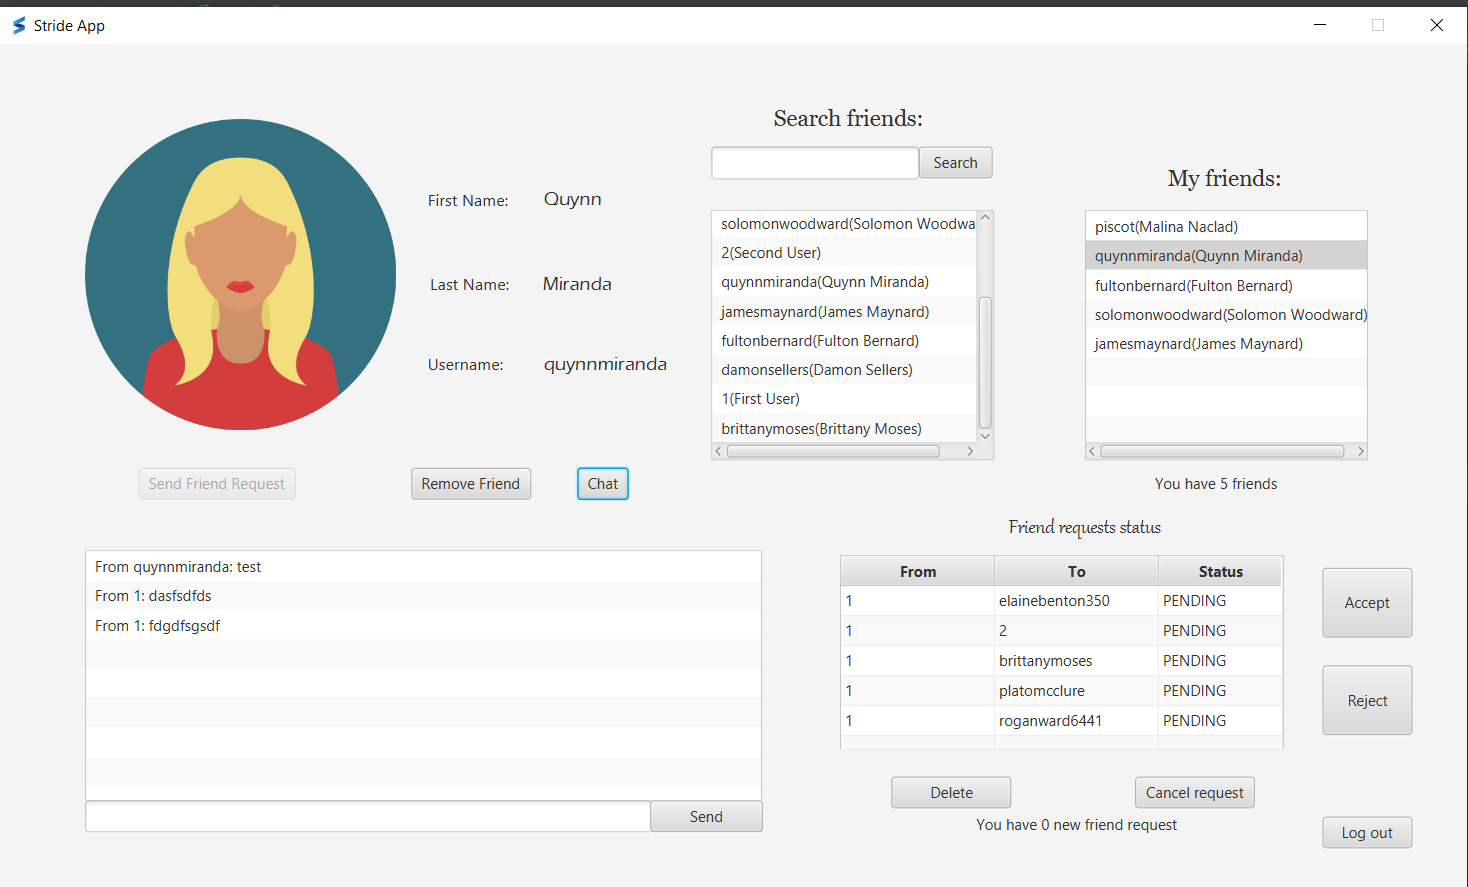 Stride App
Search friends:
Search
My friends:
First Name:
Quynn
Last Name:
Miranda
Username:
quynnmiranda
solomonwoodward(Solomon Woodwa
2(Second User)
quynnmiranda(Quynn Miranda)
jamesmaynard(James Maynard)
fultonbernard(Fulton Bernard)
damonsellers(Damon Sellers)
1(First User)
brittanymoses(Brittany Moses)
piscot(Malina Naclad)
quynnmiranda(Quynn Miranda)
fultonbernard(Fulton Bernard)
solomonwoodward(Solomon Woodward)
jamesmaynard(James Maynard)
Send Friend Request
Remove Friend
Chat
You have 5 friends
Friend requests status
From quynnmiranda: test
From 1: dasfsdfds
From 1: fdgdfsgsdf
Send
From To Status
1 elainebenton350 PENDING
1 2 PENDING
1 brittanymoses PENDING
1 platomcclure PENDING
1 roganward6441 PENDING
Accept
Reject
Delete
Cancel request
You have 0 new friend request
Log out